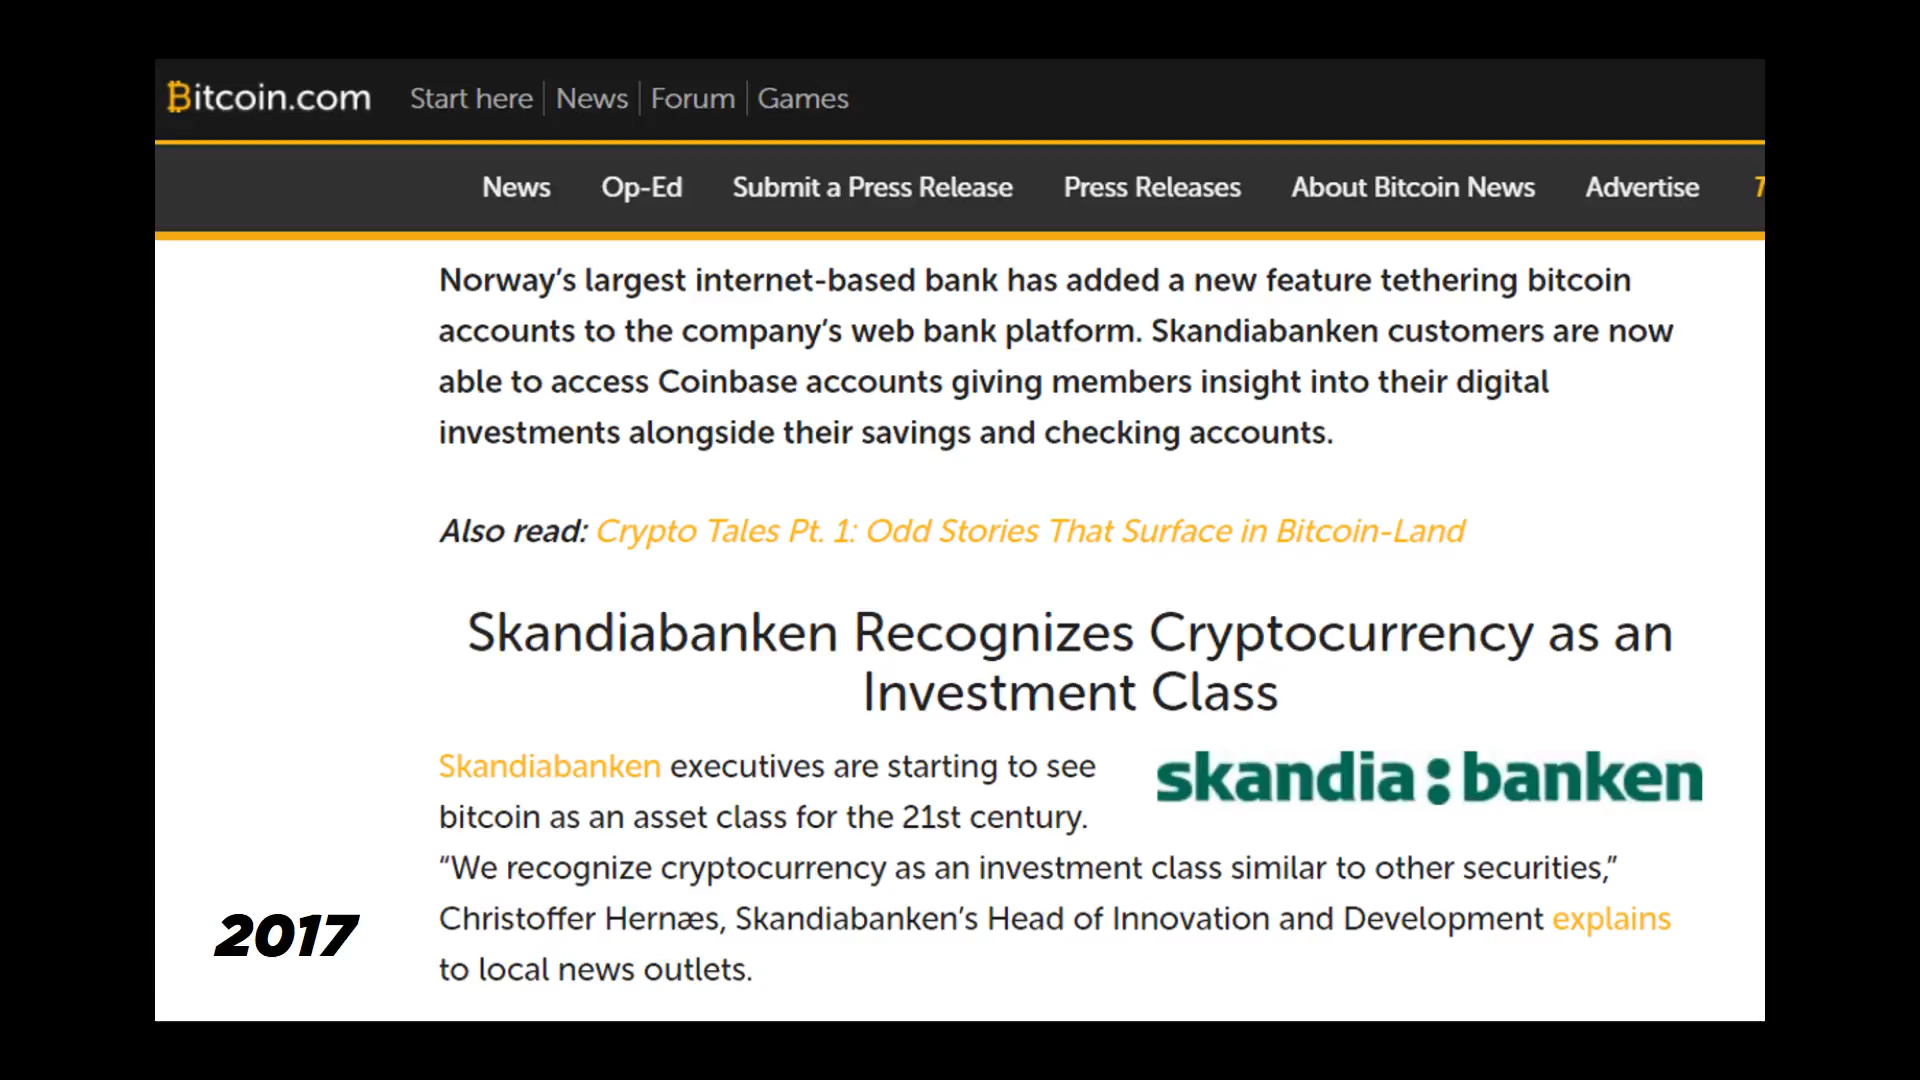 Bitcoin.com Start here News Forum Games
News Op-Ed Submit a Press Release Press Releases About Bitcoin News Advertise
Norway’s largest internet-based bank has added a new feature tethering bitcoin
accounts to the company’s web bank platform. Skandiabanken customers are now
able to access Coinbase accounts giving members insight into their digital
investments alongside their savings and checking accounts.
Also read: Crypto Tales Pt. 1: Odd Stories That Surface in Bitcoin-Land
Skandiabanken Recognizes Cryptocurrency as an
Investment Class
Skandiabanken executives are starting to see
bitcoin as an asset class for the 21st century.
skandia:banken
“We recognize cryptocurrency as an investment class similar to other securities,”
Christoffer Hernæs, Skandiabanken’s Head of Innovation and Development explains
to local news outlets.
2017